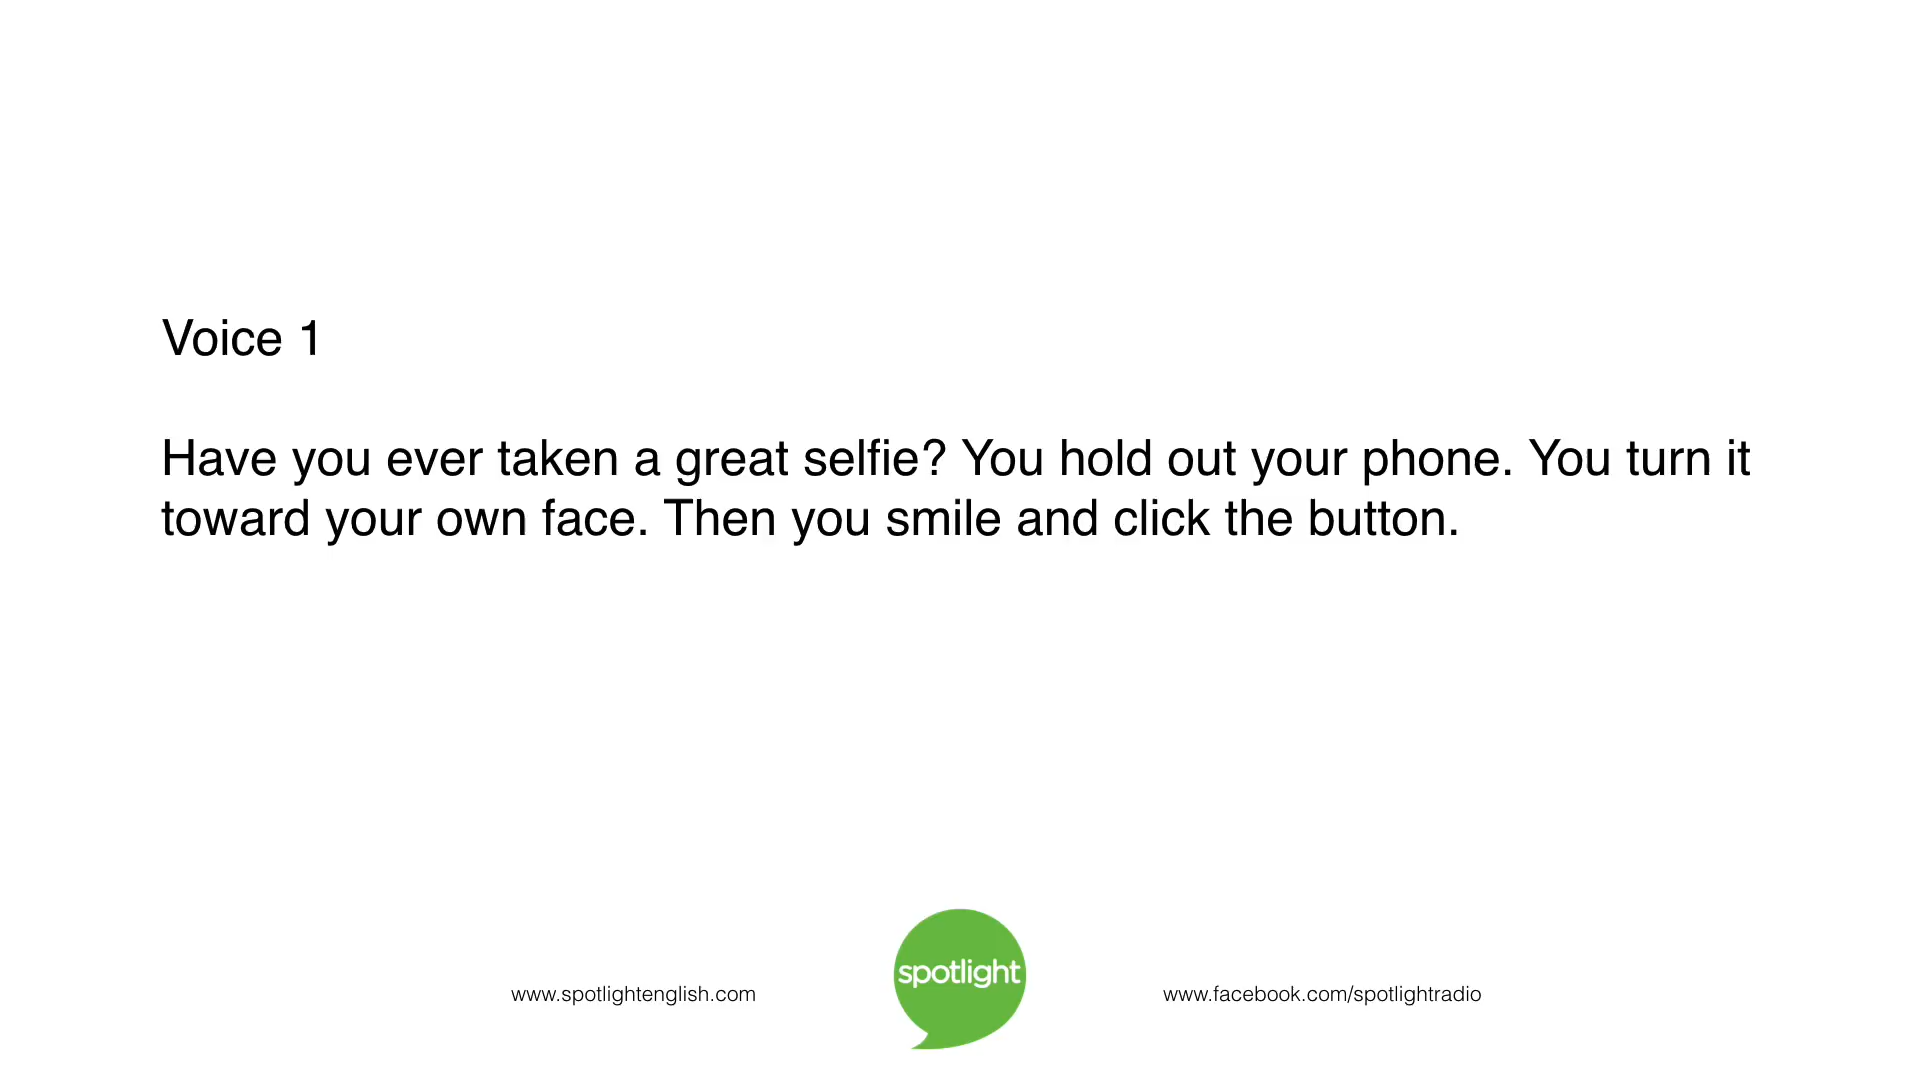 Voice 1
Have you ever taken a great selfie? You hold out your phone. You turn it
toward your own face. Then you smile and click the button.
spotlight
www.spotlightenglish.com
www.facebook.com/spotlightradio